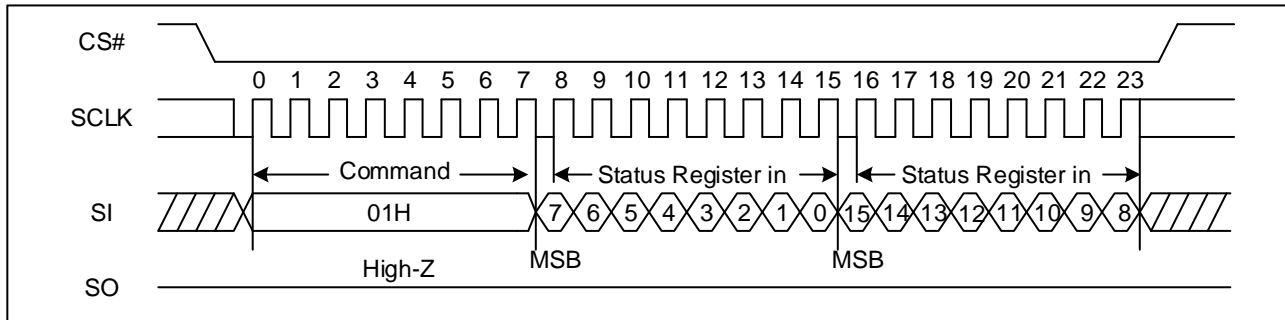 CS#
0 1 2 3 4 5 6 7 8 9 10 11 12 13 14 15 16 17 18 19 20 21 22 23
SCLK
Command Status Register in Status Register in
SI 01H 7 6 5 4 3 2 1 0 15 14 13 12 11 10 9 8
MSB MSB
High-Z
SO